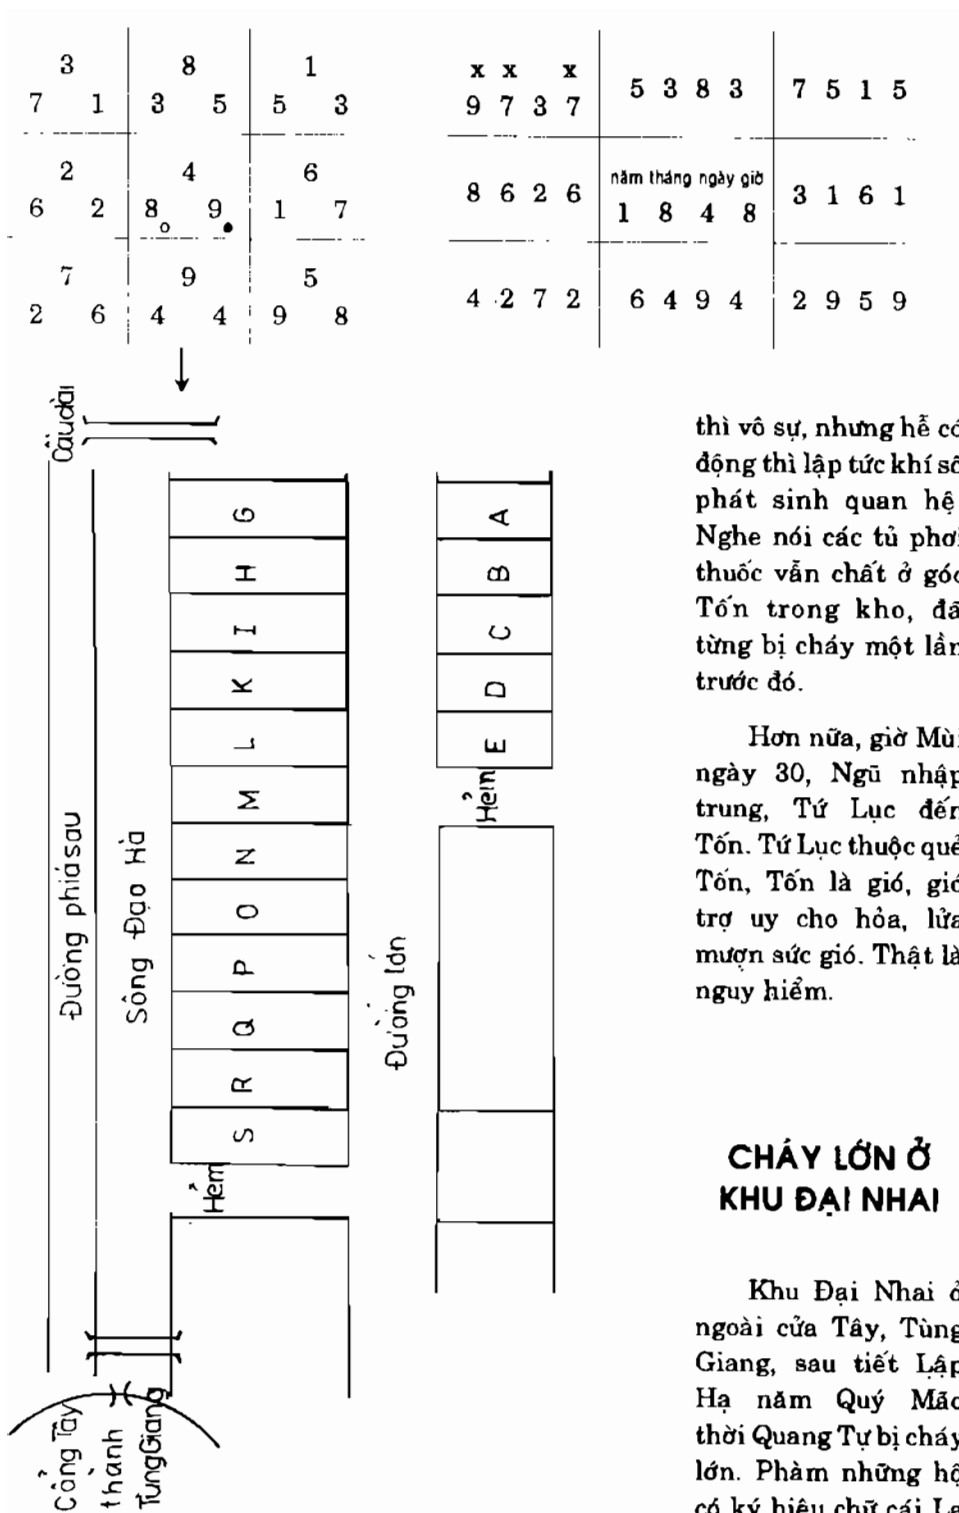 3 8 1
7 1 3 5 5 3
2 4 6
6 2 8 9 1 7
7 9 5
2 6 4 4 9 8
x x x
9 7 3 7 5 3 8 3 7 5 1 5
năm tháng ngày giờ
8 6 2 6 1 8 4 8 3 1 6 1
4 2 7 2 6 4 9 4 2 9 5 9
Cầu dài
Đường phía sau
Sông Đạo Hà
G
H
I
K
L
M
N
O
P
Q
R
S
Hẻm
Đường lớn
A
B
C
D
E
Hẻm
Cổng Tây
thành
Tùng Giang
thì vô sự, nhưng hễ có
động thì lập tức khí số
phát sinh quan hệ
Nghe nói các tủ phơi
thuốc vẫn chất ở góc
Tốn trong kho, đã
từng bị cháy một lần
trước đó.
Hơn nữa, giờ Mùi
ngày 30, Ngũ nhập
trung, Tứ Lục đến
Tốn. Tứ Lục thuộc quẻ
Tốn, Tốn là gió, gió
trợ uy cho hỏa, lửa
mượn sức gió. Thật là
nguy hiểm.
CHÁY LỚN Ở
KHU ĐẠI NHAI
Khu Đại Nhai ở
ngoài cửa Tây, Tùng
Giang, sau tiết Lập
Hạ năm Quý Mão
thời Quang Tự bị cháy
lớn. Phàm những hộ
có ký hiệu chữ cái La